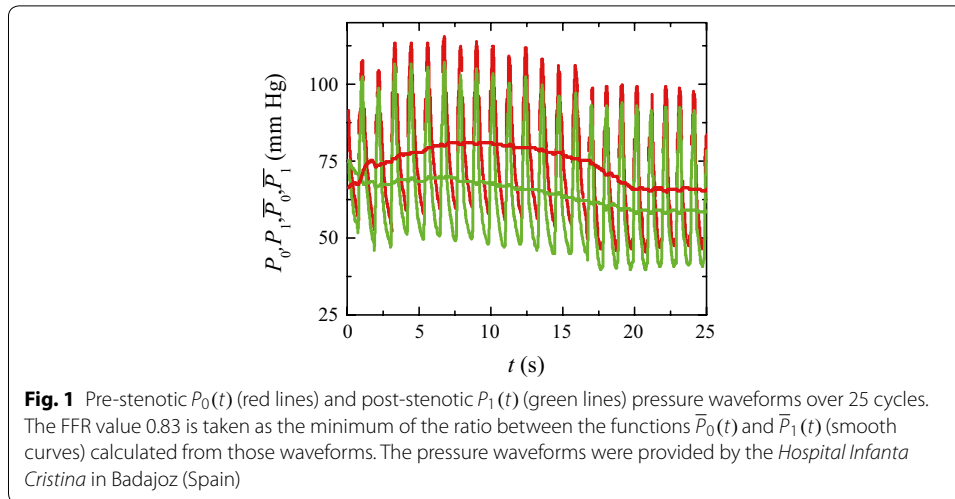 100
75
50
25
P₀,P₁,P̅₀,P̅₁ (mm Hg)
0 5 10 15 20 25
t (s)
Fig. 1 Pre-stenotic P₀(t) (red lines) and post-stenotic P₁(t) (green lines) pressure waveforms over 25 cycles.
The FFR value 0.83 is taken as the minimum of the ratio between the functions P̅₀(t) and P̅₁(t) (smooth
curves) calculated from those waveforms. The pressure waveforms were provided by the Hospital Infanta
Cristina in Badajoz (Spain)